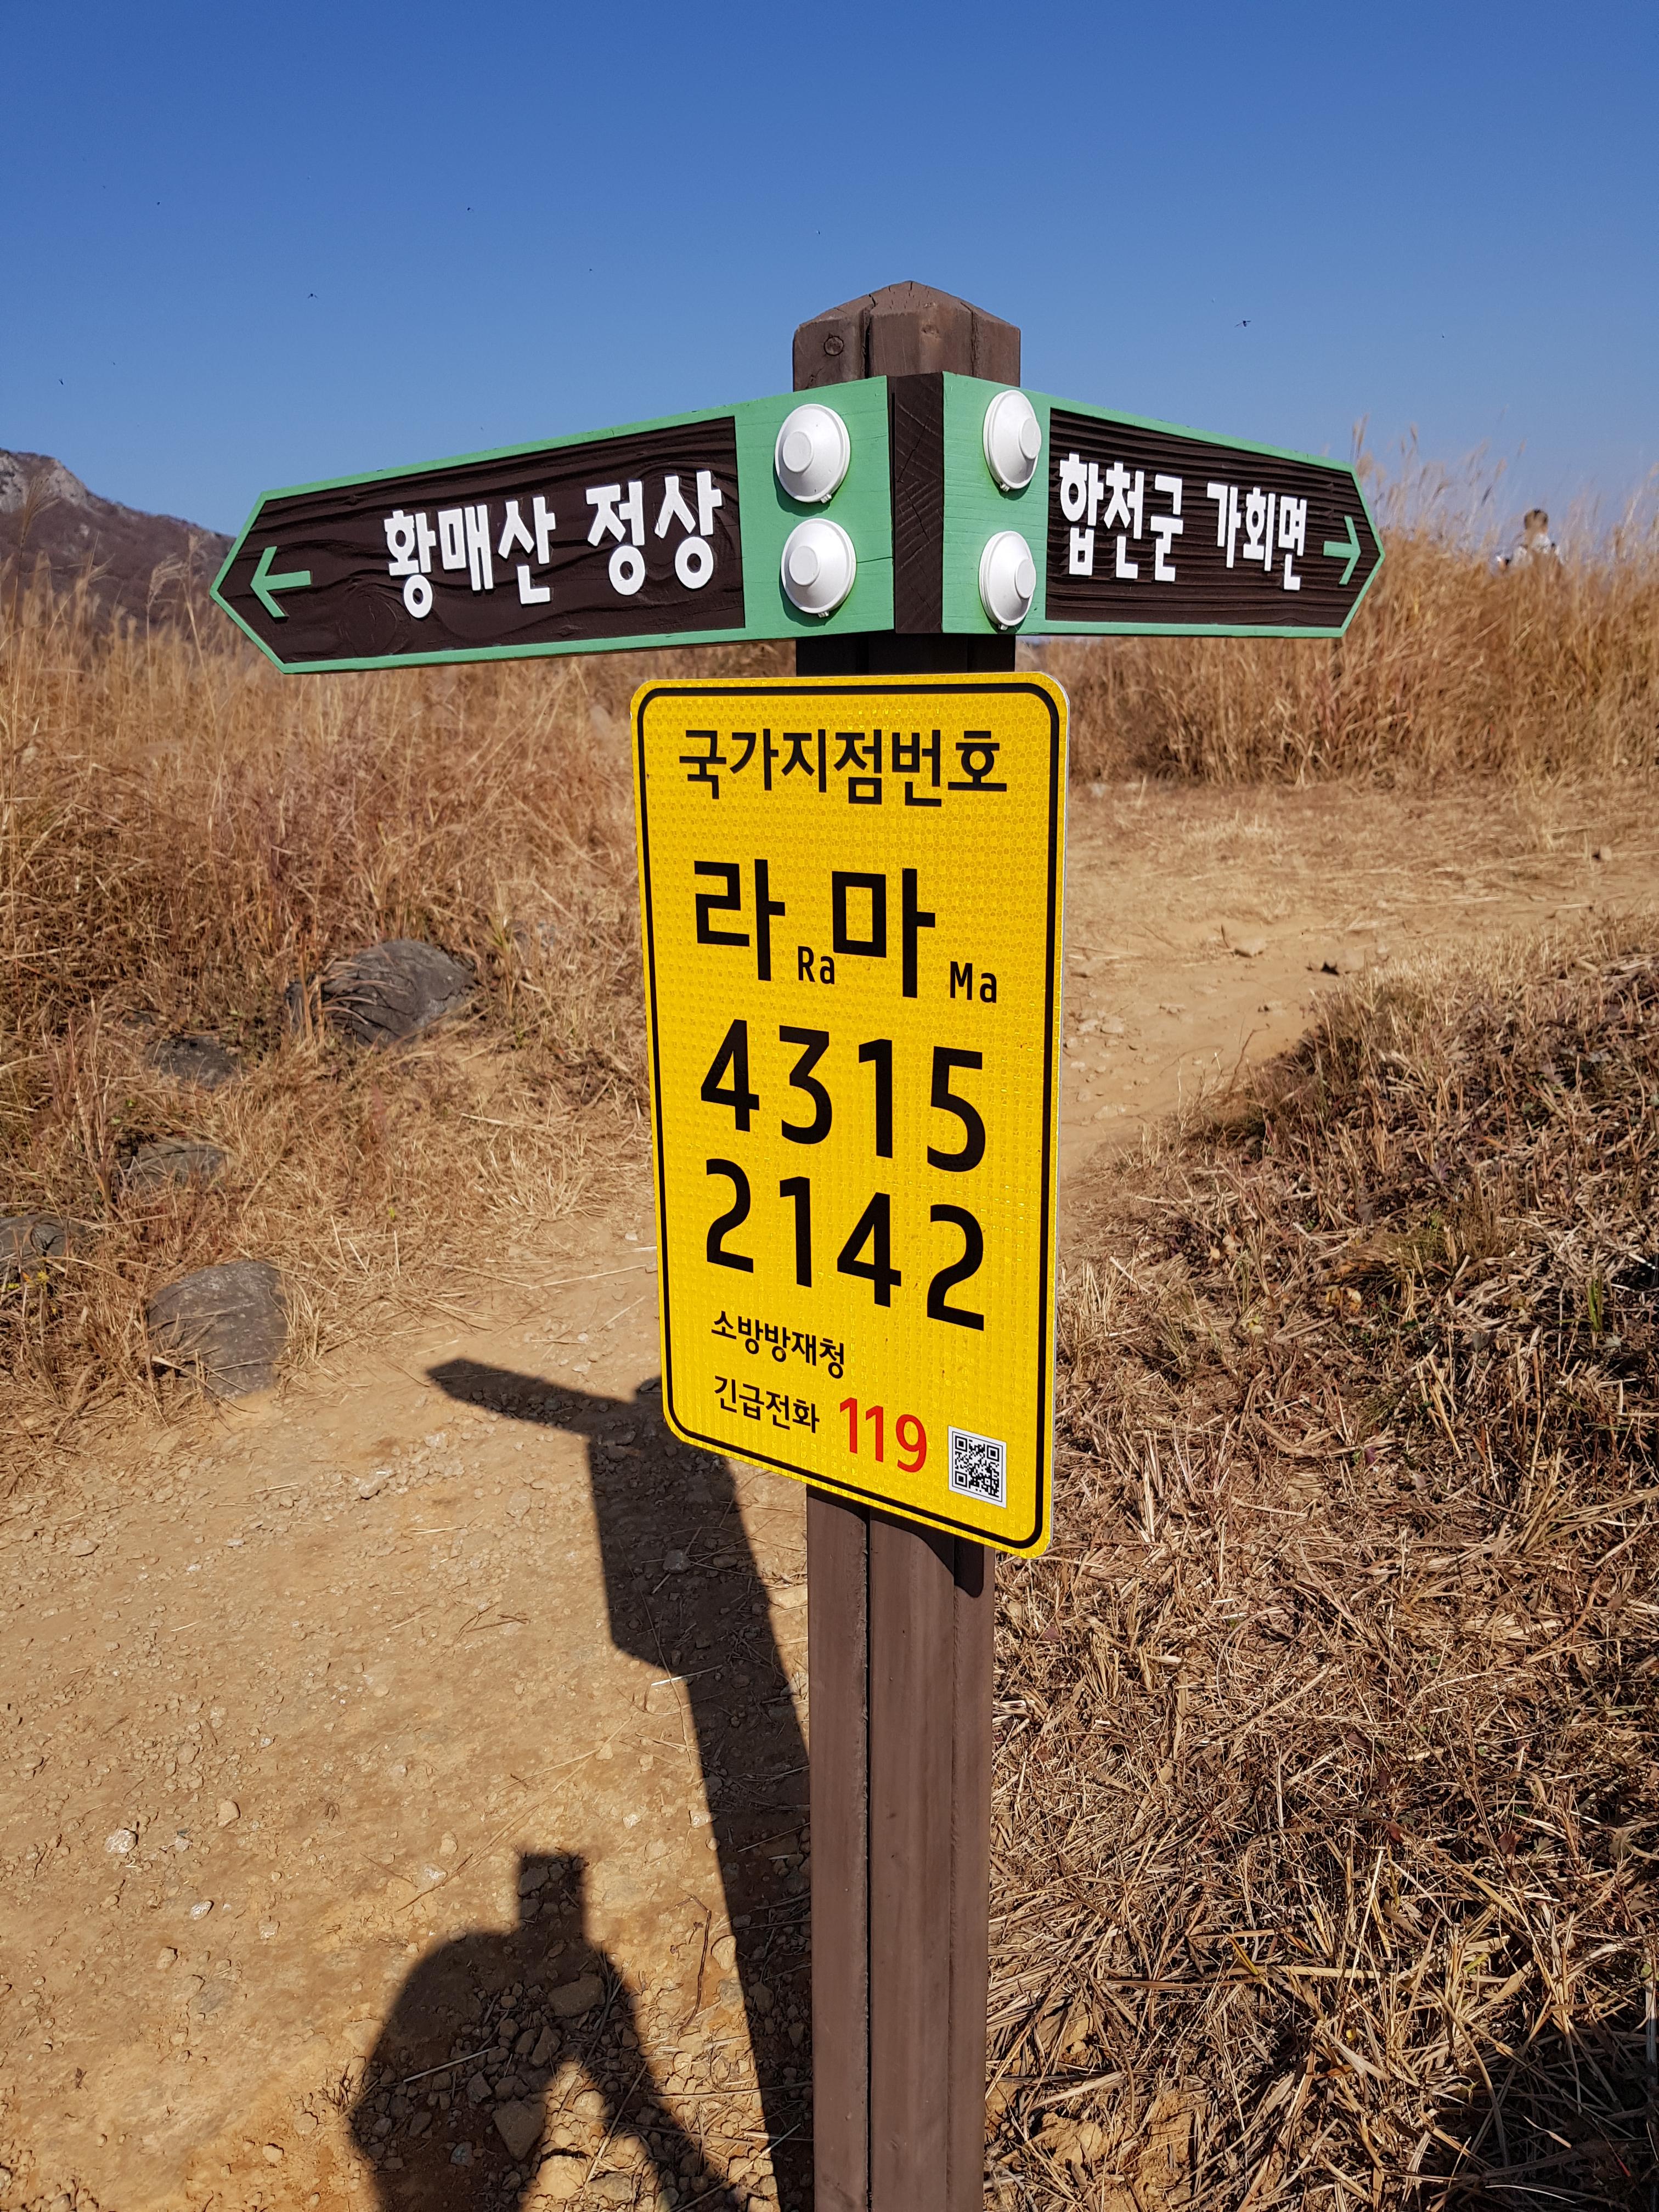 ← 황매산 정상
합천군 가회면 →
국가지점번호
라 Ra 마 Ma
4315
2142
소방방재청
긴급전화 119